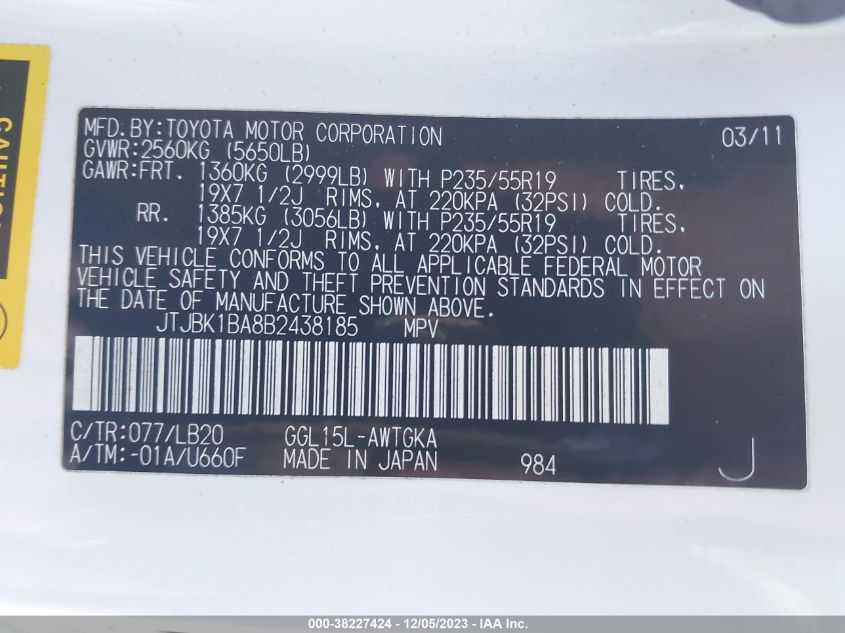 MFD.BY:TOYOTA MOTOR CORPORATION 03/11
GVWR:2560KG (5650LB)
GAWR:FRT. 1360KG (2999LB) WITH P235/55R19 TIRES,
19X7 1/2J RIMS, AT 220KPA (32PSI) COLD.
RR. 1385KG (3056LB) WITH P235/55R19 TIRES,
19X7 1/2J RIMS, AT 220KPA (32PSI) COLD.
THIS VEHICLE CONFORMS TO ALL APPLICABLE FEDERAL MOTOR
VEHICLE SAFETY AND THEFT PREVENTION STANDARDS IN EFFECT ON
THE DATE OF MANUFACTURE SHOWN ABOVE.
JTJBK1BA8B2438185 MPV
C/TR:077/LB20 GGL15L-AWTGKA
A/TM:-01A/U660F MADE IN JAPAN 984 J
000-38227424 - 12/05/2023 - IAA Inc.